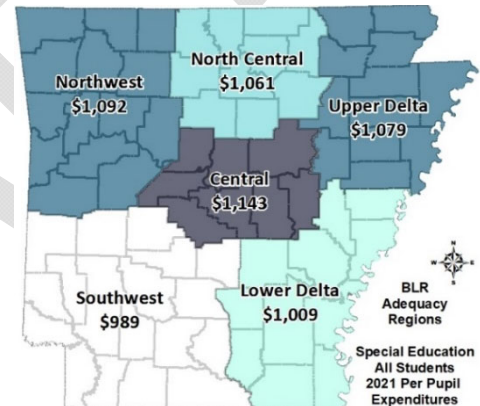 North Central
$1,061
Northwest
$1,092
Upper Delta
$1,079
Central
$1,143
Southwest
$989
Lower Delta
$1,009
N
W
E
S
BLR
Adequacy
Regions
Special Education
All Students
2021 Per Pupil
Expenditures